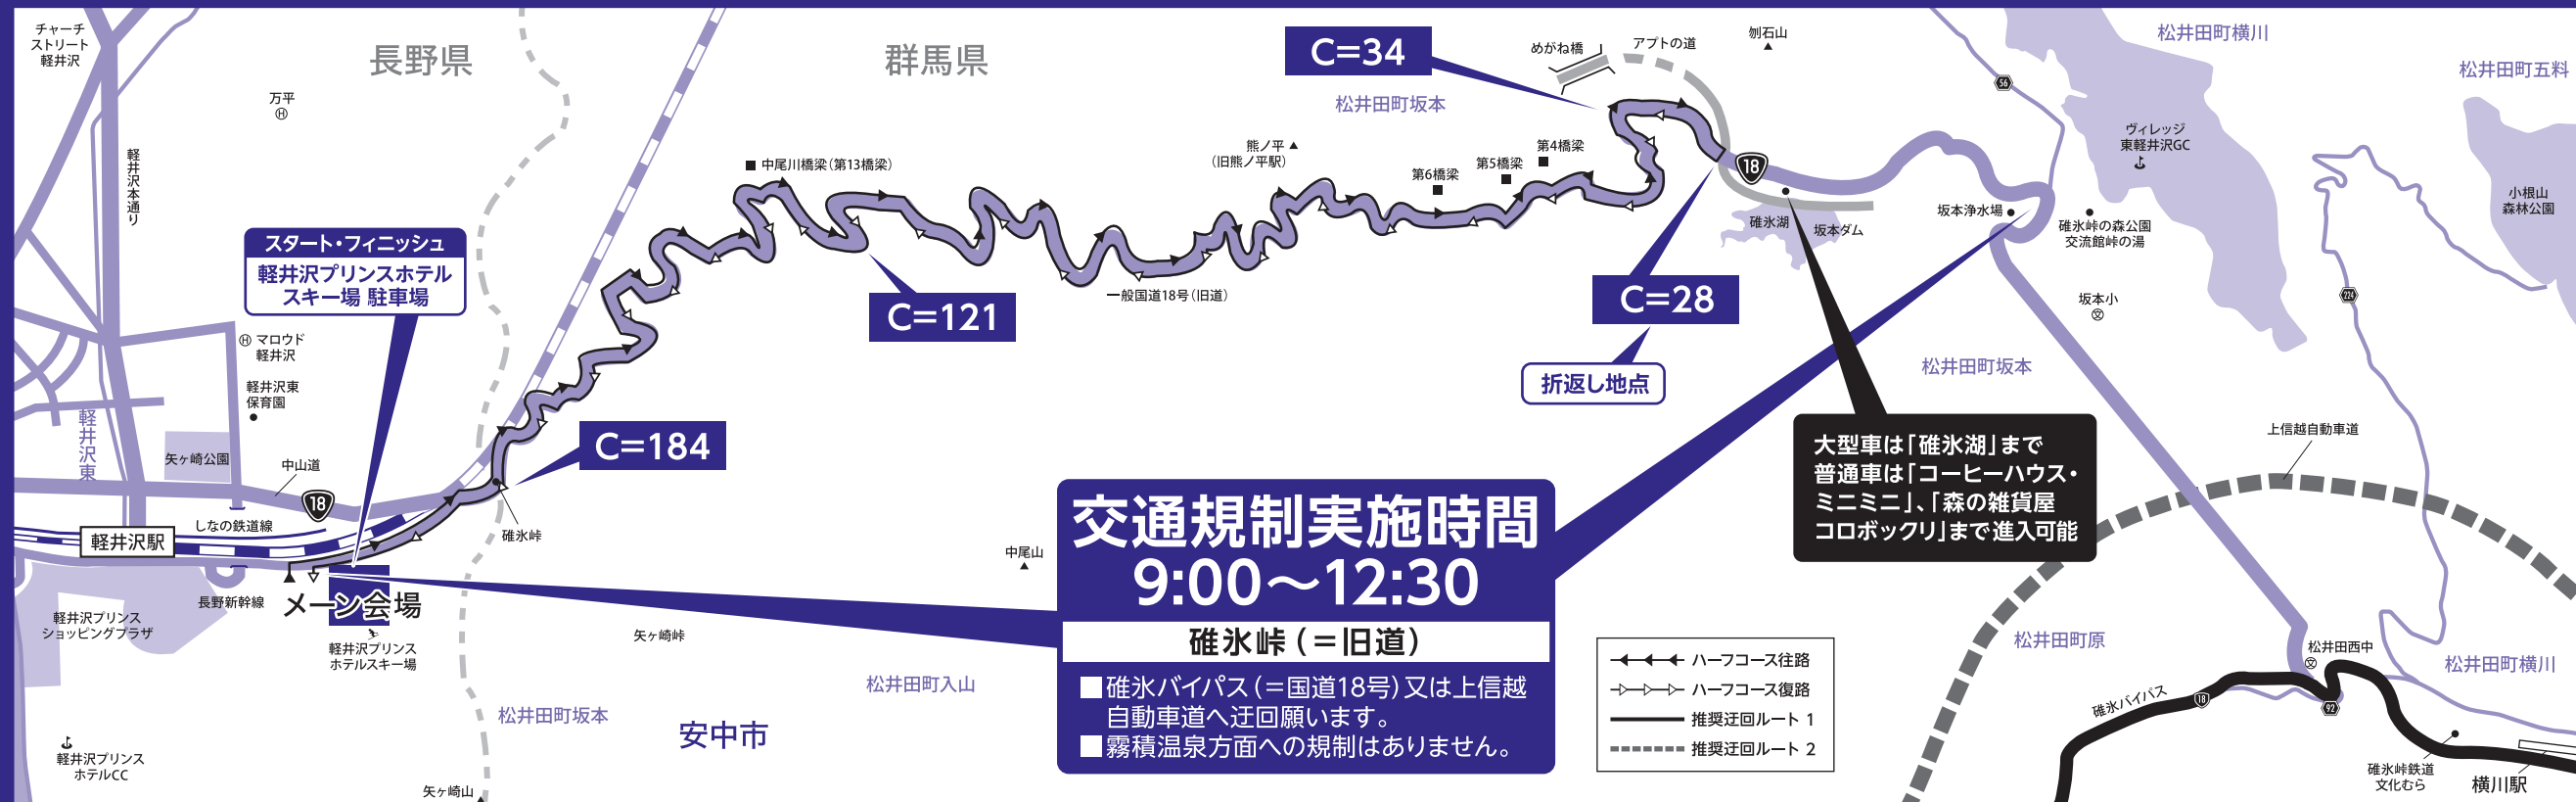 チャーチ
ストリート
軽井沢
長野県
群馬県
万平
Ⓗ
軽井沢本通り
スタート・フィニッシュ
軽井沢プリンスホテル
スキー場 駐車場
Ⓗ マロウド
軽井沢
軽井沢東
保育園
軽井沢東
矢ヶ崎公園
中山道
18
しなの鉄道線
軽井沢駅
長野新幹線
メーン会場
軽井沢プリンス
ショッピングプラザ
軽井沢プリンス
ホテルスキー場
軽井沢プリンス
ホテルCC
矢ヶ崎山
碓氷峠
C=184
中尾川橋梁(第13橋梁)
C=121
一般国道18号(旧道)
熊ノ平
(旧熊ノ平駅)
第6橋梁
第5橋梁
第4橋梁
C=34
松井田町坂本
めがね橋
アプトの道
刎石山
18
C=28
折返し地点
碓氷湖
坂本ダム
坂本浄水場
碓氷峠の森公園
交流館峠の湯
坂本小
松井田町坂本
松井田町横川
松井田町五料
56
ヴィレッジ
東軽井沢GC
小根山
森林公園
224
上信越自動車道
大型車は「碓氷湖」まで
普通車は「コーヒーハウス・
ミニミニ」、「森の雑貨屋
コロボックリ」まで進入可能
交通規制実施時間
9:00〜12:30
碓氷峠(=旧道)
■碓氷バイパス(=国道18号)又は上信越
自動車道へ迂回願います。
■霧積温泉方面への規制はありません。
中尾山
矢ヶ崎峠
松井田町入山
松井田町坂本
安中市
ハーフコース往路
ハーフコース復路
推奨迂回ルート 1
推奨迂回ルート 2
松井田町原
松井田西中
松井田町横川
碓氷バイパス
18
92
碓氷峠鉄道
文化むら
横川駅